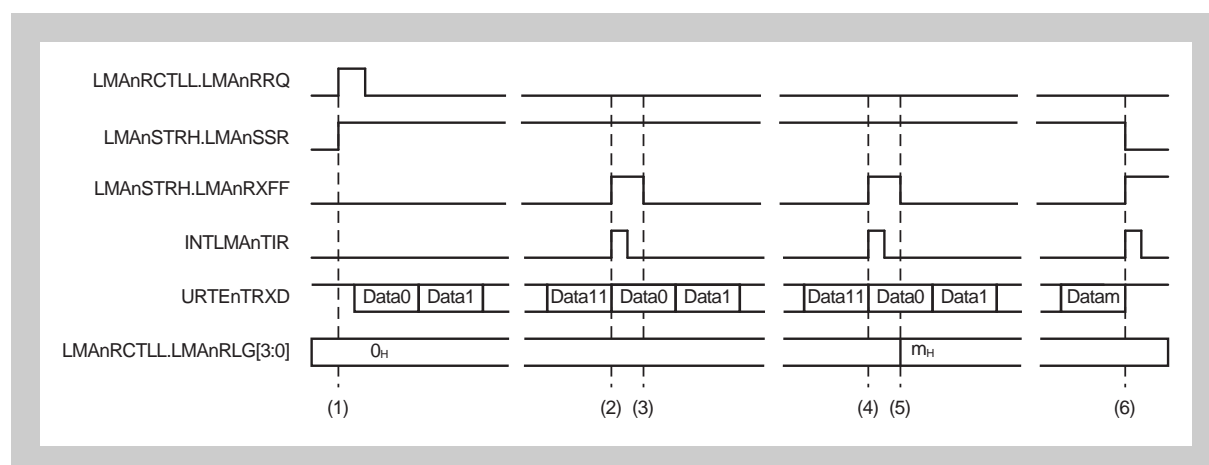 LMAnRCTLL.LMAnRRQ
LMAnSTRH.LMAnSSR
LMAnSTRH.LMAnRXFF
INTLMAnTIR
URTEnTRXD Data0 Data1 Data11 Data0 Data1 Data11 Data0 Data1 Datam
LMAnRCTLL.LMAnRLG[3:0] 0H mH
(1) (2) (3) (4) (5) (6)